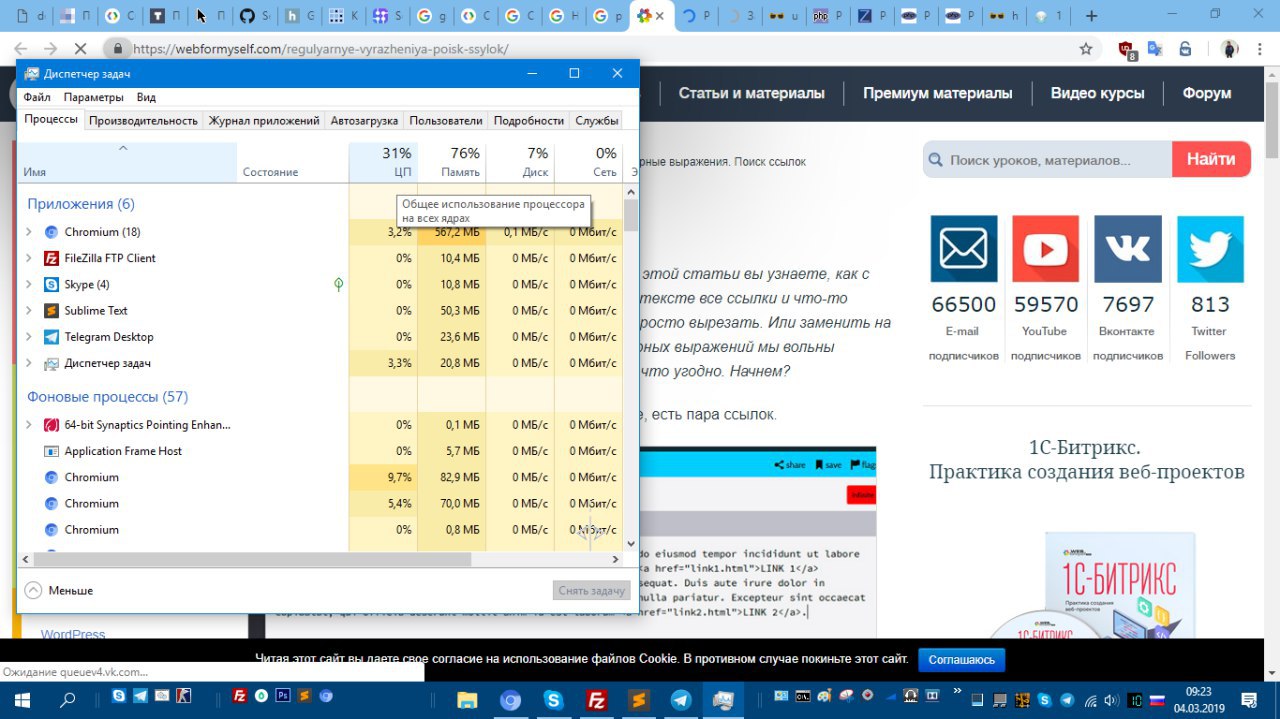 https://webformyself.com/regulyarnye-vyrazheniya-poisk-ssylok/
8
Диспетчер задач
Файл Параметры Вид
Процессы Производительность Журнал приложений Автозагрузка Пользователи Подробности Службы
31% 76% 7% 0%
Имя Состояние ЦП Память Диск Сеть Э
Общее использование процессора
на всех ядрах
Приложения (6)
Chromium (18) 3,2% 567,2 МБ 0,1 МБ/с 0 Мбит/с
FileZilla FTP Client 0% 10,4 МБ 0 МБ/с 0 Мбит/с
Skype (4) 0% 10,8 МБ 0 МБ/с 0 Мбит/с
Sublime Text 0% 50,3 МБ 0 МБ/с 0 Мбит/с
Telegram Desktop 0% 23,6 МБ 0 МБ/с 0 Мбит/с
Диспетчер задач 3,3% 20,8 МБ 0 МБ/с 0 Мбит/с
Фоновые процессы (57)
64-bit Synaptics Pointing Enhan... 0% 0,1 МБ 0 МБ/с 0 Мбит/с
Application Frame Host 0% 5,7 МБ 0 МБ/с 0 Мбит/с
Chromium 9,7% 82,9 МБ 0 МБ/с 0 Мбит/с
Chromium 5,4% 70,0 МБ 0 МБ/с 0 Мбит/с
Chromium 0% 0,8 МБ 0 МБ/с 0 Мбит/с
Меньше Снять задачу
WordPress
Статьи и материалы Премиум материалы Видео курсы Форум
рные выражения. Поиск ссылок
этой статьи вы узнаете, как с
тексте все ссылки и что-то
росто вырезать. Или заменить на
рных выражений мы вольны
что угодно. Начнем?
е, есть пара ссылок.
share save flag
do eiusmod tempor incididunt ut labore
<a href="link1.html">LINK 1</a>
sequat. Duis aute irure dolor in
nulla pariatur. Excepteur sint occaecat
href="link2.html">LINK 2</a>.
Поиск уроков, материалов... Найти
66500 59570 7697 813
E-mail YouTube Вконтакте Twitter
подписчиков подписчиков подписчиков Followers
1С-Битрикс.
Практика создания веб-проектов
1С-БИТРИКС
Практика создания
веб-проектов
1С-БИТРИКС
Читая этот сайт вы даете свое согласие на использование файлов Cookie. В противном случае покиньте этот сайт. Соглашаюсь
Ожидание queuev4.vk.com...
09:23
04.03.2019